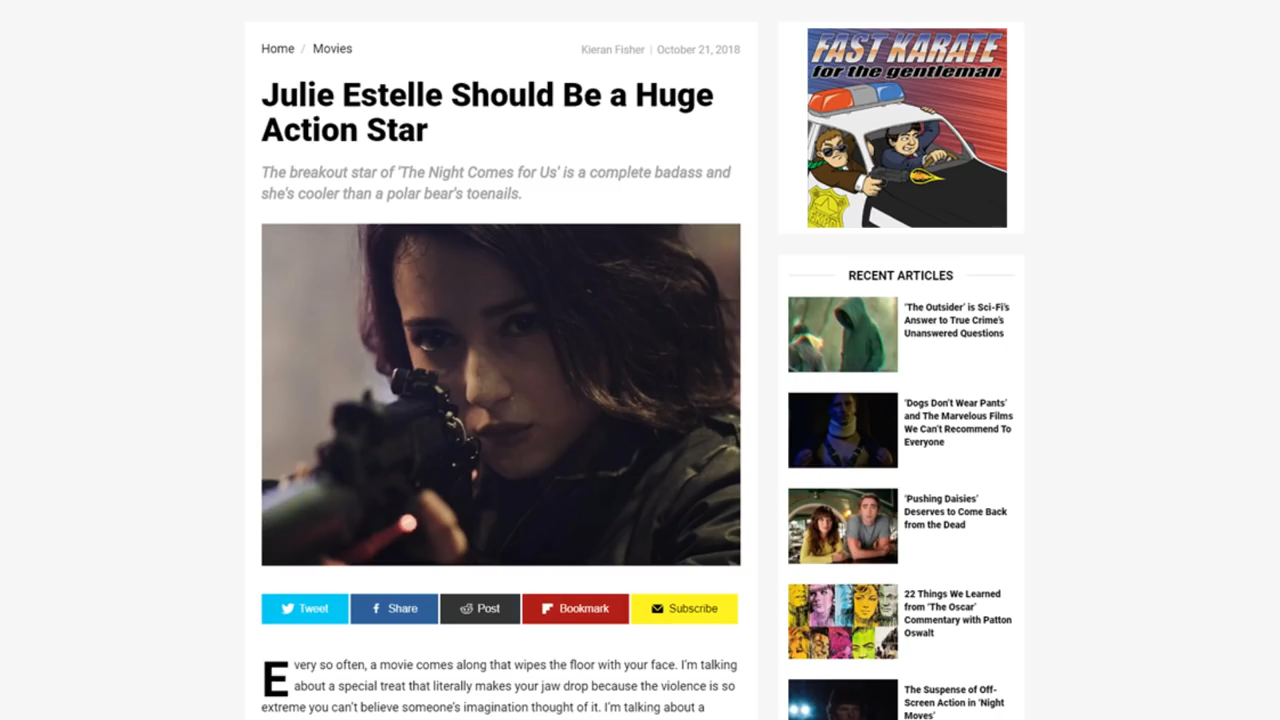 Home / Movies
Kieran Fisher | October 21, 2018
Julie Estelle Should Be a Huge
Action Star
The breakout star of 'The Night Comes for Us' is a complete badass and
she's cooler than a polar bear's toenails.
Tweet
Share
Post
Bookmark
Subscribe
Every so often, a movie comes along that wipes the floor with your face. I'm talking
about a special treat that literally makes your jaw drop because the violence is so
extreme you can't believe someone's imagination thought of it. I'm talking about a
FAST KARATE
for the gentleman
RECENT ARTICLES
'The Outsider' is Sci-Fi's
Answer to True Crime's
Unanswered Questions
'Dogs Don't Wear Pants'
and The Marvelous Films
We Can't Recommend To
Everyone
'Pushing Daisies'
Deserves to Come Back
from the Dead
22 Things We Learned
from 'The Oscar'
Commentary with Patton
Oswalt
The Suspense of Off-
Screen Action in 'Night
Moves'